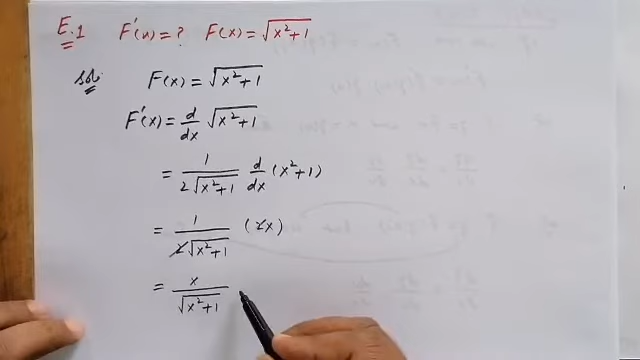 E.1 F'(x) = ? F(x) = √(x²+1)
sol: F(x) = √(x²+1)
F'(x) = d/dx √(x²+1)
= 1/(2√(x²+1)) d/dx (x²+1)
= 1/(2√(x²+1)) (2x)
= x/√(x²+1)